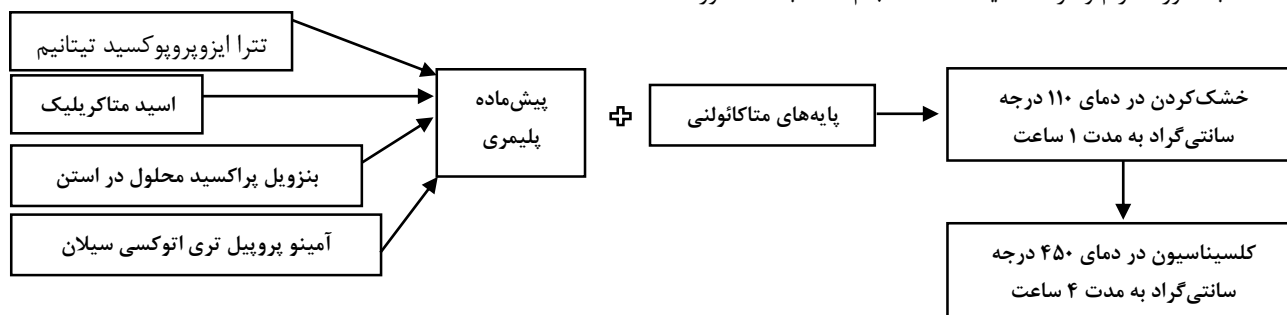 تترا ایزوپروپوکسید تیتانیم
اسید متاکریلیک
بنزویل پراکسید محلول در استن
آمینو پروپیل تری اتوکسی سیلان
پیش‌ماده
پلیمری
پایه‌های متاکائولنی
خشک‌کردن در دمای ۱۱۰ درجه
سانتی‌گراد به مدت ۱ ساعت
کلسیناسیون در دمای ۴۵۰ درجه
سانتی‌گراد به مدت ۴ ساعت